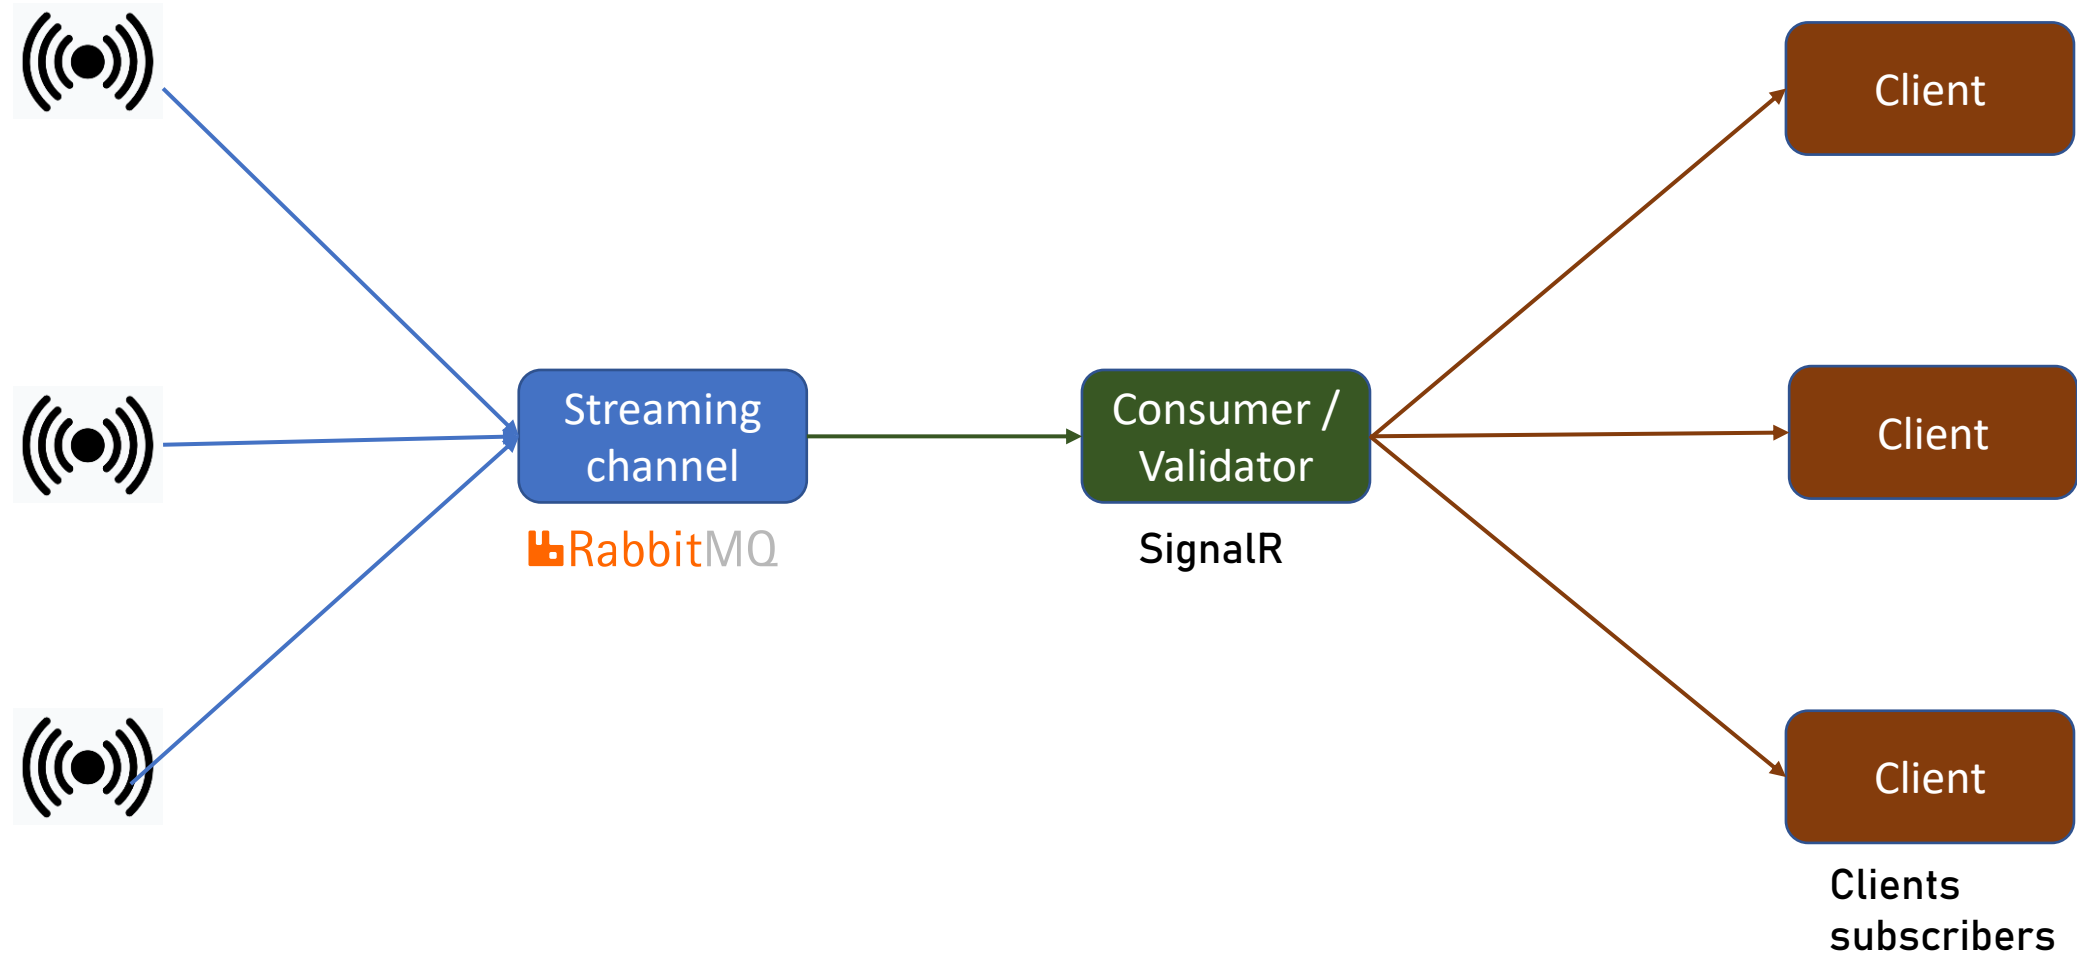 Client
Streaming
channel
Consumer /
Validator
Client
RabbitMQ
SignalR
Client
Clients
subscribers